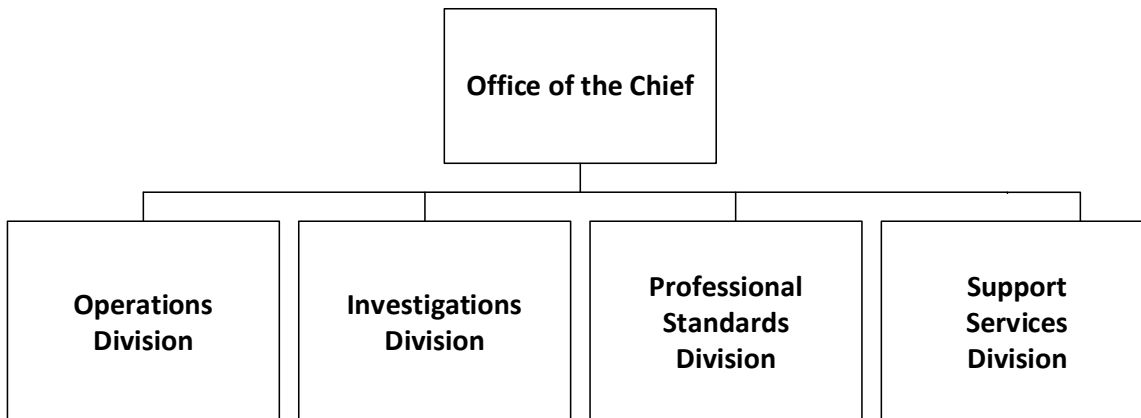 Office of the Chief
Operations
Division
Investigations
Division
Professional
Standards
Division
Support
Services
Division